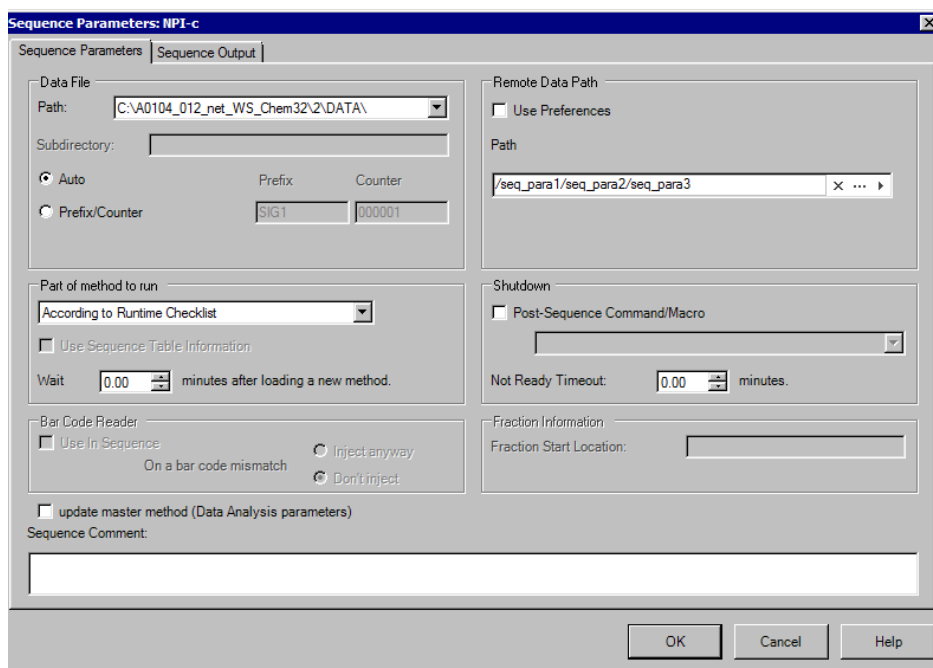 Sequence Parameters: NPI-c
Sequence Parameters
Sequence Output
Data File
Path:
C:\A0104_012_net_WS_Chem32\2\DATA\
Subdirectory:
Auto
Prefix
Counter
Prefix/Counter
SIG1
000001
Remote Data Path
Use Preferences
Path
/seq_para1/seq_para2/seq_para3
Part of method to run
According to Runtime Checklist
Use Sequence Table Information
Wait
0.00
minutes after loading a new method.
Shutdown
Post-Sequence Command/Macro
Not Ready Timeout:
0.00
minutes.
Bar Code Reader
Use In Sequence
On a bar code mismatch
Inject anyway
Don't inject
Fraction Information
Fraction Start Location:
update master method (Data Analysis parameters)
Sequence Comment:
OK
Cancel
Help